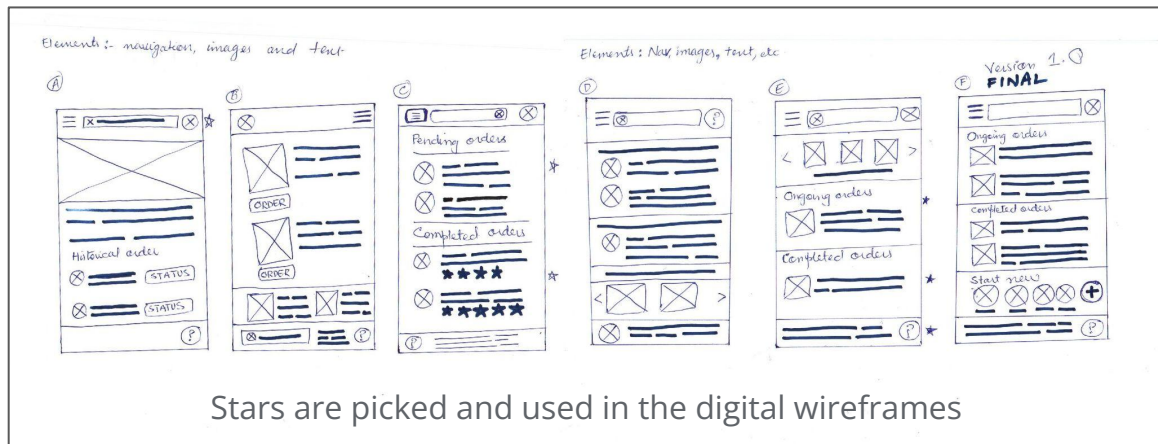 Elements :- navigation, images and text
Elements : Nav, images, text, etc
Version 1.0
FINAL
A
B
C
D
E
F
Historical order
STATUS
STATUS
?
ORDER
ORDER
?
Pending orders
Completed orders
?
?
Ongoing orders
Completed orders
?
Ongoing orders
Completed orders
Start new
?
Stars are picked and used in the digital wireframes